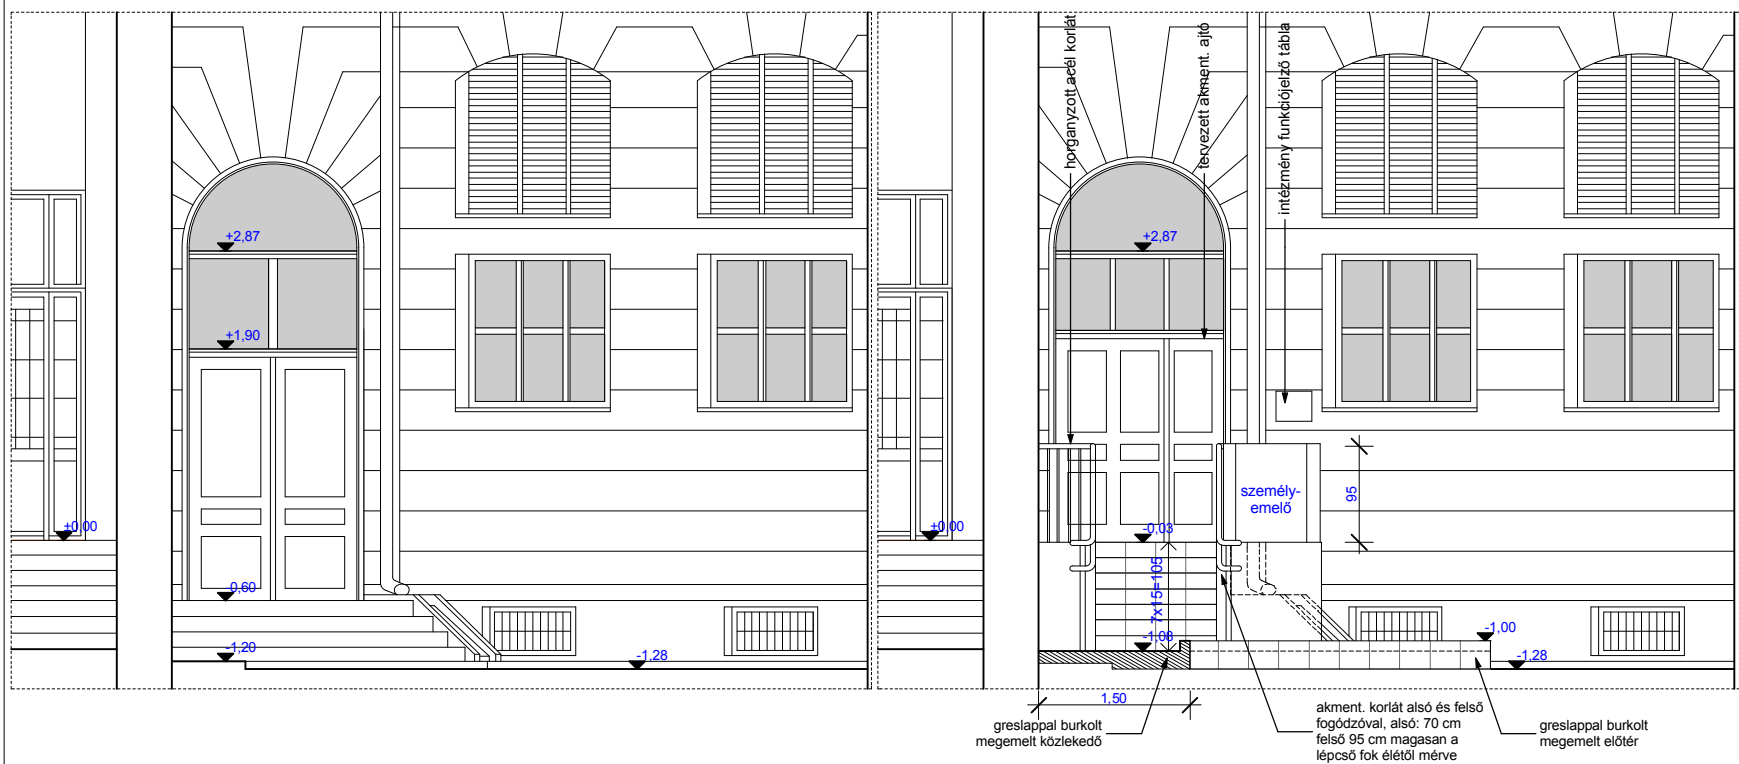 +2,87
+1,90
±0,00
-0,60
-1,20
-1,28
horganyzott acél korlát
tervezett akment. ajtó
intézmény funkciójelző tábla
+2,87
±0,00
személy-
emelő
95
-0,03
7x15=105
-1,08
-1,00
-1,28
1,50
greslappal burkolt
megemelt közlekedő
akment. korlát alsó és felső
fogódzóval, alsó: 70 cm
felső 95 cm magasan a
lépcső fok élétől mérve
greslappal burkolt
megemelt előtér